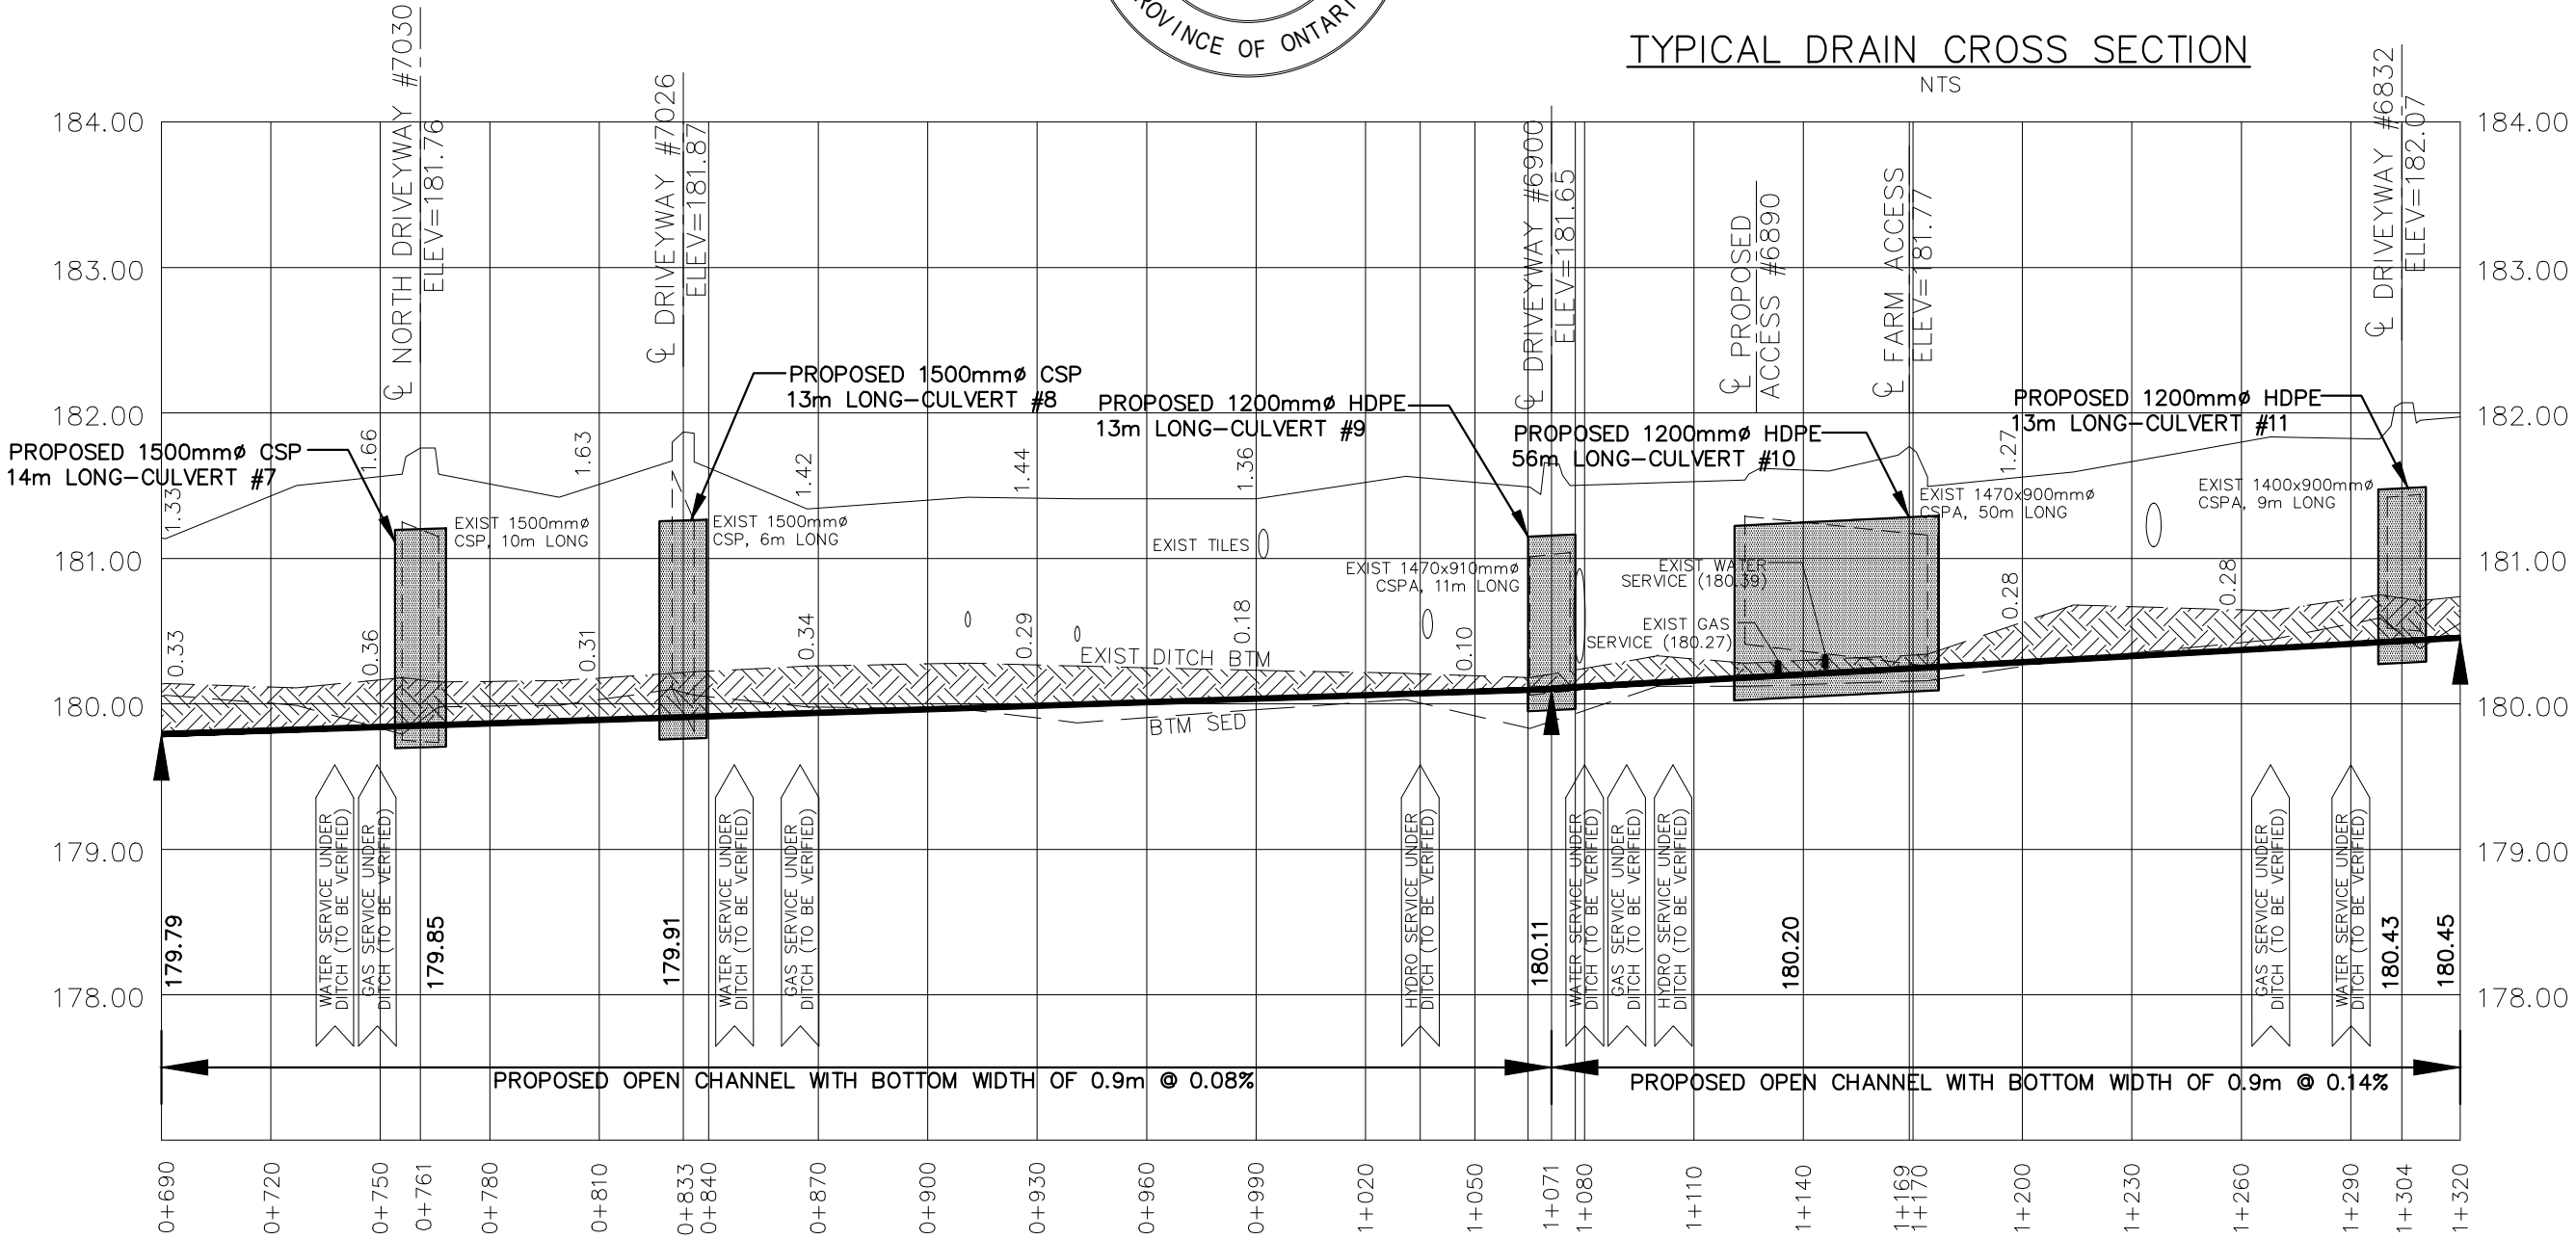 PROVINCE OF ONTARI
TYPICAL DRAIN CROSS SECTION
NTS
184.00
183.00
182.00
181.00
180.00
179.00
178.00
184.00
183.00
182.00
181.00
180.00
179.00
178.00
℄ NORTH DRIVEYWAY #7030
ELEV=181.76
℄ DRIVEYWAY #7026
ELEV=181.87
℄ DRIVEYWAY #6900
ELEV=181.65
℄ PROPOSED
ACCESS #6890
℄ FARM ACCESS
ELEV=181.77
℄ DRIVEYWAY #6832
ELEV=182.07
PROPOSED 1500mmø CSP
14m LONG-CULVERT #7
PROPOSED 1500mmø CSP
13m LONG-CULVERT #8
PROPOSED 1200mmø HDPE
13m LONG-CULVERT #9
PROPOSED 1200mmø HDPE
56m LONG-CULVERT #10
PROPOSED 1200mmø HDPE
13m LONG-CULVERT #11
1.33
1.66
1.63
1.42
1.44
1.36
1.27
EXIST 1500mmø
CSP, 10m LONG
EXIST 1500mmø
CSP, 6m LONG
EXIST TILES
EXIST 1470x910mmø
CSPA, 11m LONG
EXIST WATER
SERVICE (180.39)
EXIST GAS
SERVICE (180.27)
EXIST 1470x900mmø
CSPA, 50m LONG
EXIST 1400x900mmø
CSPA, 9m LONG
0.33
0.36
0.31
0.34
0.29
0.18
0.10
0.28
0.28
EXIST DITCH BTM
BTM SED
WATER SERVICE UNDER
DITCH (TO BE VERIFIED)
GAS SERVICE UNDER
DITCH (TO BE VERIFIED)
WATER SERVICE UNDER
DITCH (TO BE VERIFIED)
GAS SERVICE UNDER
DITCH (TO BE VERIFIED)
HYDRO SERVICE UNDER
DITCH (TO BE VERIFIED)
WATER SERVICE UNDER
DITCH (TO BE VERIFIED)
GAS SERVICE UNDER
DITCH (TO BE VERIFIED)
HYDRO SERVICE UNDER
DITCH (TO BE VERIFIED)
GAS SERVICE UNDER
DITCH (TO BE VERIFIED)
WATER SERVICE UNDER
DITCH (TO BE VERIFIED)
179.79
179.85
179.91
180.11
180.20
180.43
180.45
PROPOSED OPEN CHANNEL WITH BOTTOM WIDTH OF 0.9m @ 0.08%
PROPOSED OPEN CHANNEL WITH BOTTOM WIDTH OF 0.9m @ 0.14%
0+690
0+720
0+750
0+761
0+780
0+810
0+833
0+840
0+870
0+900
0+930
0+960
0+990
1+020
1+050
1+071
1+080
1+110
1+140
1+169
1+170
1+200
1+230
1+260
1+290
1+304
1+320